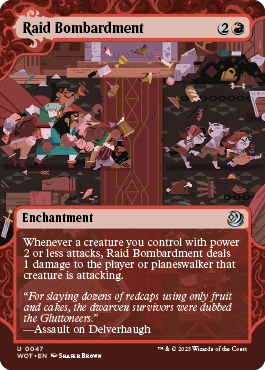 Raid Bombardment 2
Enchantment
Whenever a creature you control with power
2 or less attacks, Raid Bombardment deals
1 damage to the player or planeswalker that
creature is attacking.
“For slaying dozens of redcaps using only fruit
and cakes, the dwarven survivors were dubbed
the Gluttoneers.”
—Assault on Delverhaugh
U 0047
WOT • EN Shafer Brown
™ & © 2023 Wizards of the Coast